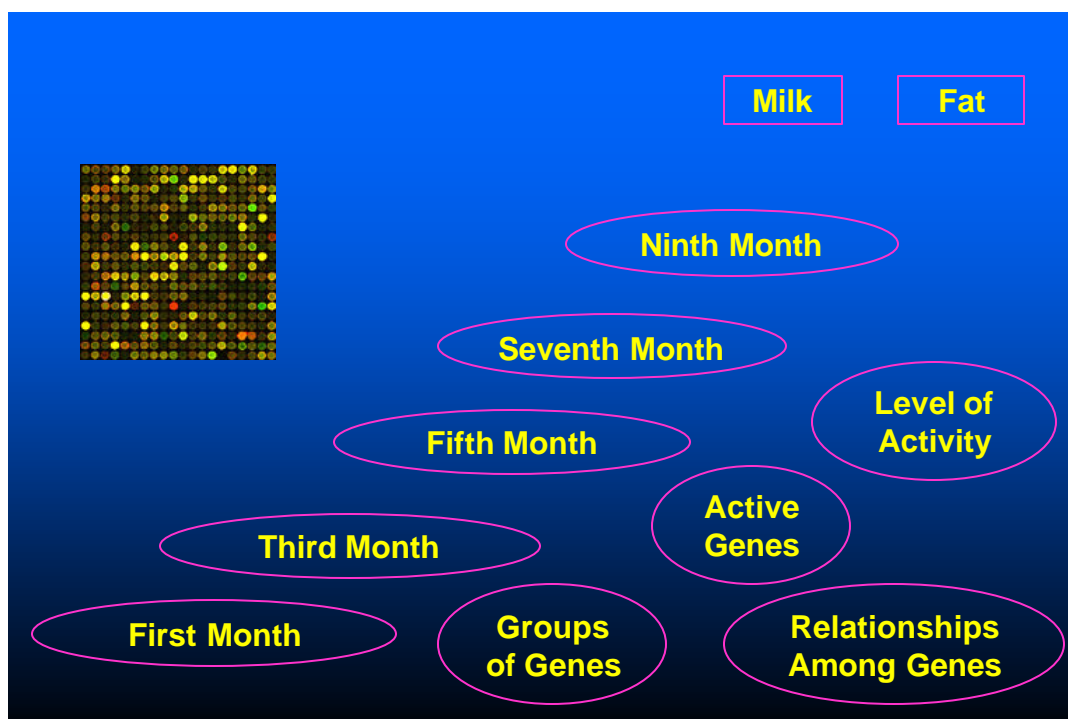 Milk
Fat
Ninth Month
Seventh Month
Level of
Activity
Fifth Month
Active
Genes
Third Month
First Month
Groups
of Genes
Relationships
Among Genes